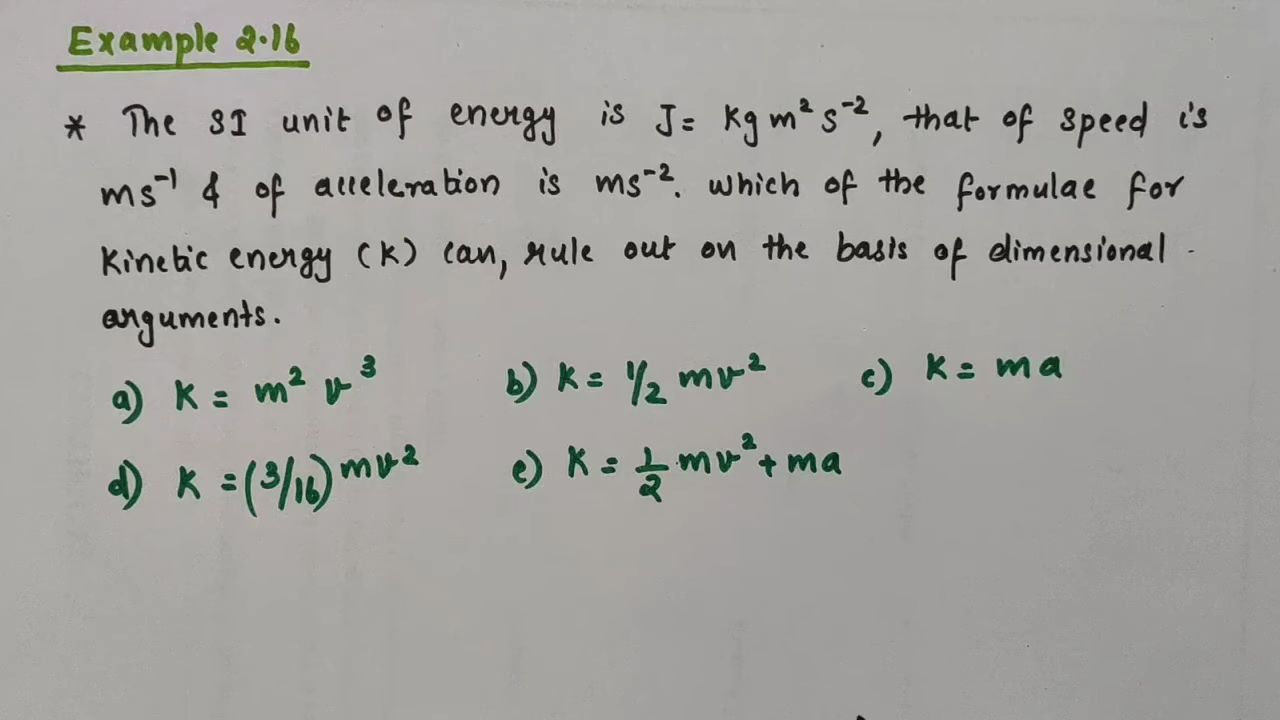 Example 2.16
* The SI unit of energy is J = kg m² s⁻², that of speed is
ms⁻¹ & of acceleration is ms⁻². which of the formulae for
kinetic energy (K) can, rule out on the basis of dimensional
arguments.
a) K = m² v³ b) K = 1/2 mv² c) K = ma
d) K = (3/16) mv² e) K = 1/2 mv² + ma